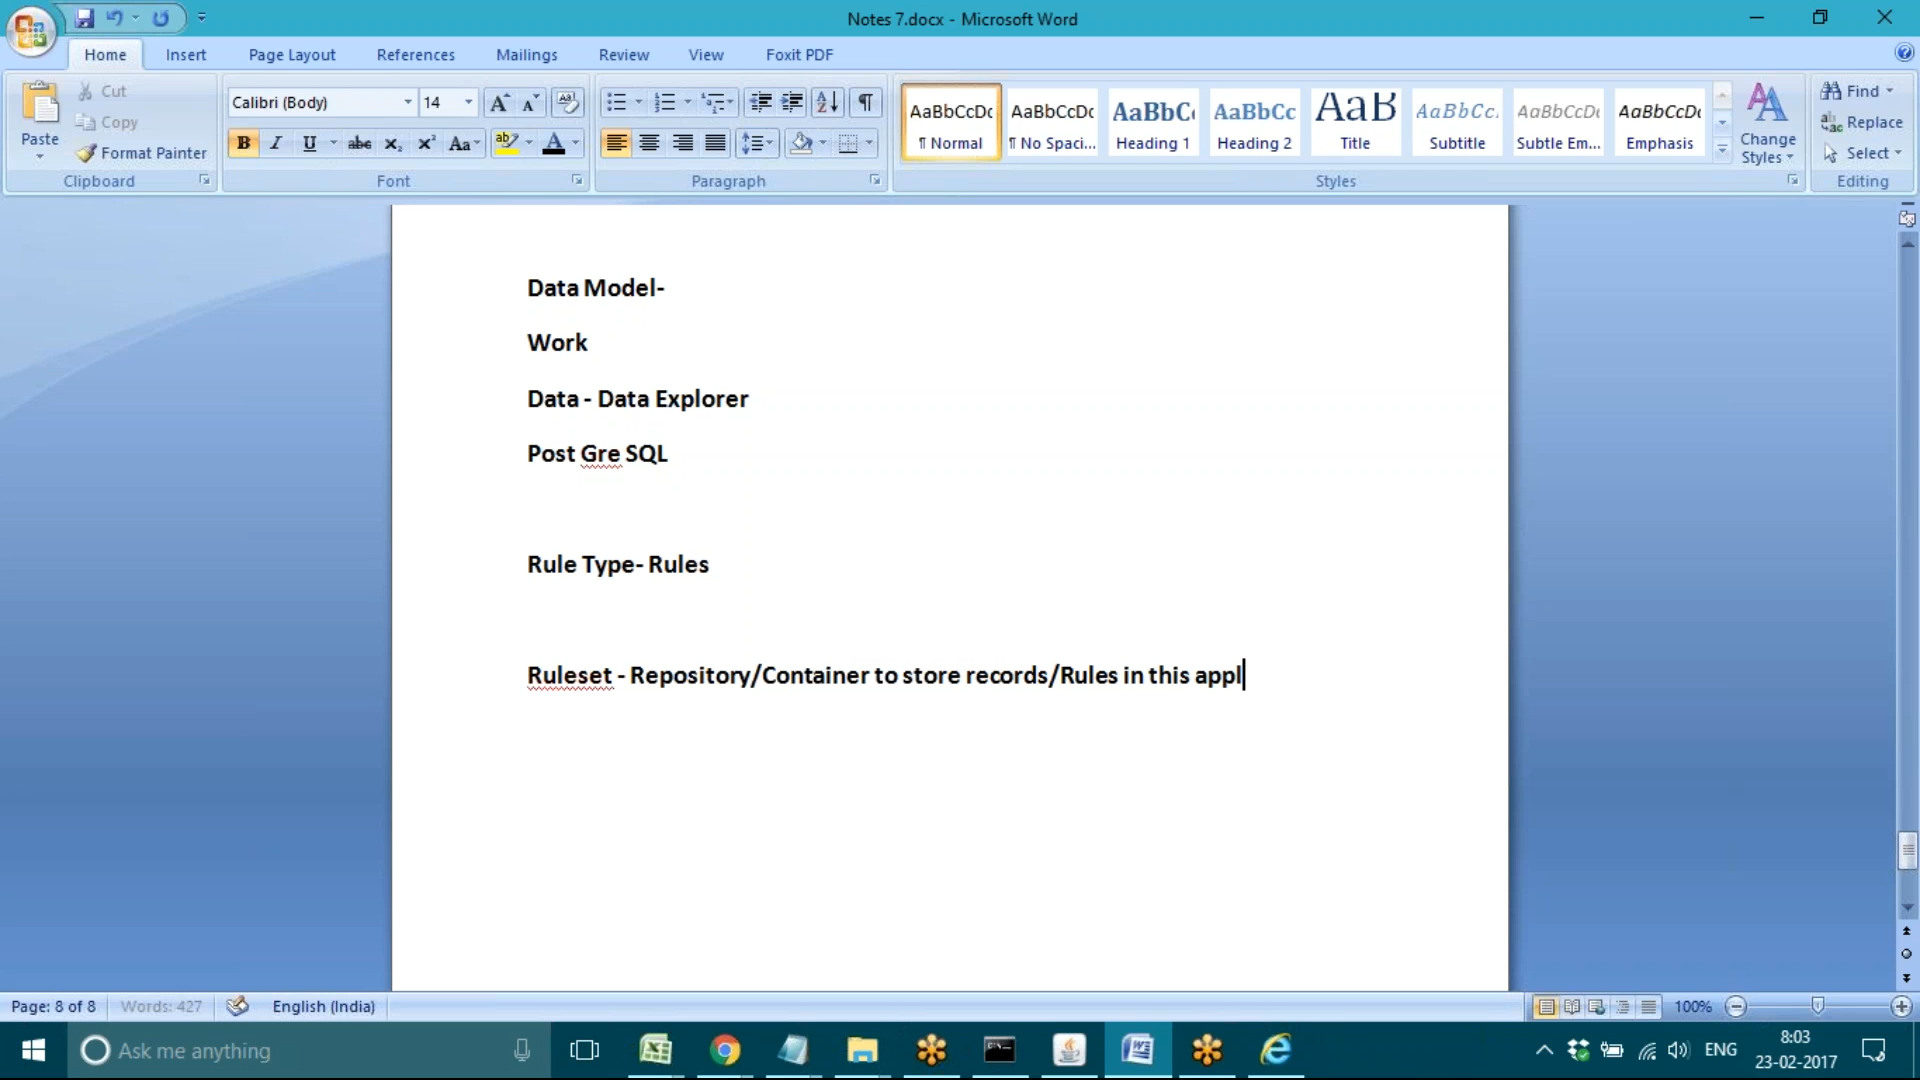 Notes 7.docx - Microsoft Word
Home Insert Page Layout References Mailings Review View Foxit PDF
Paste
Cut
Copy
Format Painter
Clipboard
Calibri (Body) 14
Font
Paragraph
AaBbCcDc AaBbCcDc AaBbC AaBbCc AaB AaBbCc. AaBbCcDc AaBbCcDc
¶ Normal ¶ No Spaci... Heading 1 Heading 2 Title Subtitle Subtle Em... Emphasis
Styles
Change Styles
Find
Replace
Select
Editing
Data Model-
Work
Data - Data Explorer
Post Gre SQL
Rule Type- Rules
Ruleset - Repository/Container to store records/Rules in this appl
Page: 8 of 8 Words: 427 English (India) 100%
Ask me anything
ENG
8:03
23-02-2017